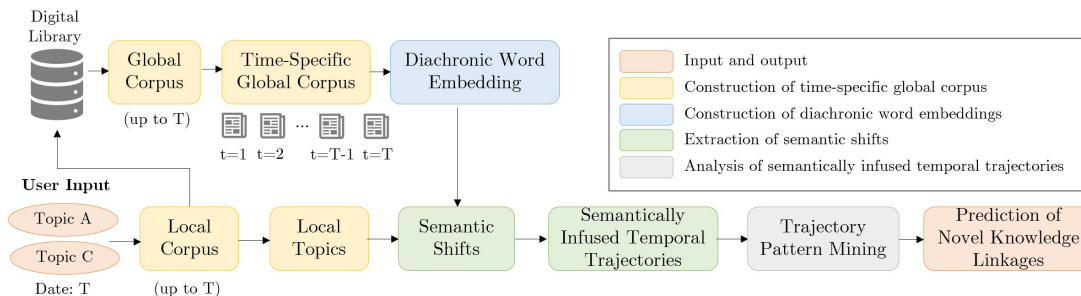 Digital
Library
Global
Corpus
(up to T)
Time-Specific
Global Corpus
t=1 t=2 ... t=T-1 t=T
Diachronic Word
Embedding
Input and output
Construction of time-specific global corpus
Construction of diachronic word embeddings
Extraction of semantic shifts
Analysis of semantically infused temporal trajectories
User Input
Topic A
Topic C
Date: T
Local
Corpus
(up to T)
Local
Topics
Semantic
Shifts
Semantically
Infused Temporal
Trajectories
Trajectory
Pattern Mining
Prediction of
Novel Knowledge
Linkages